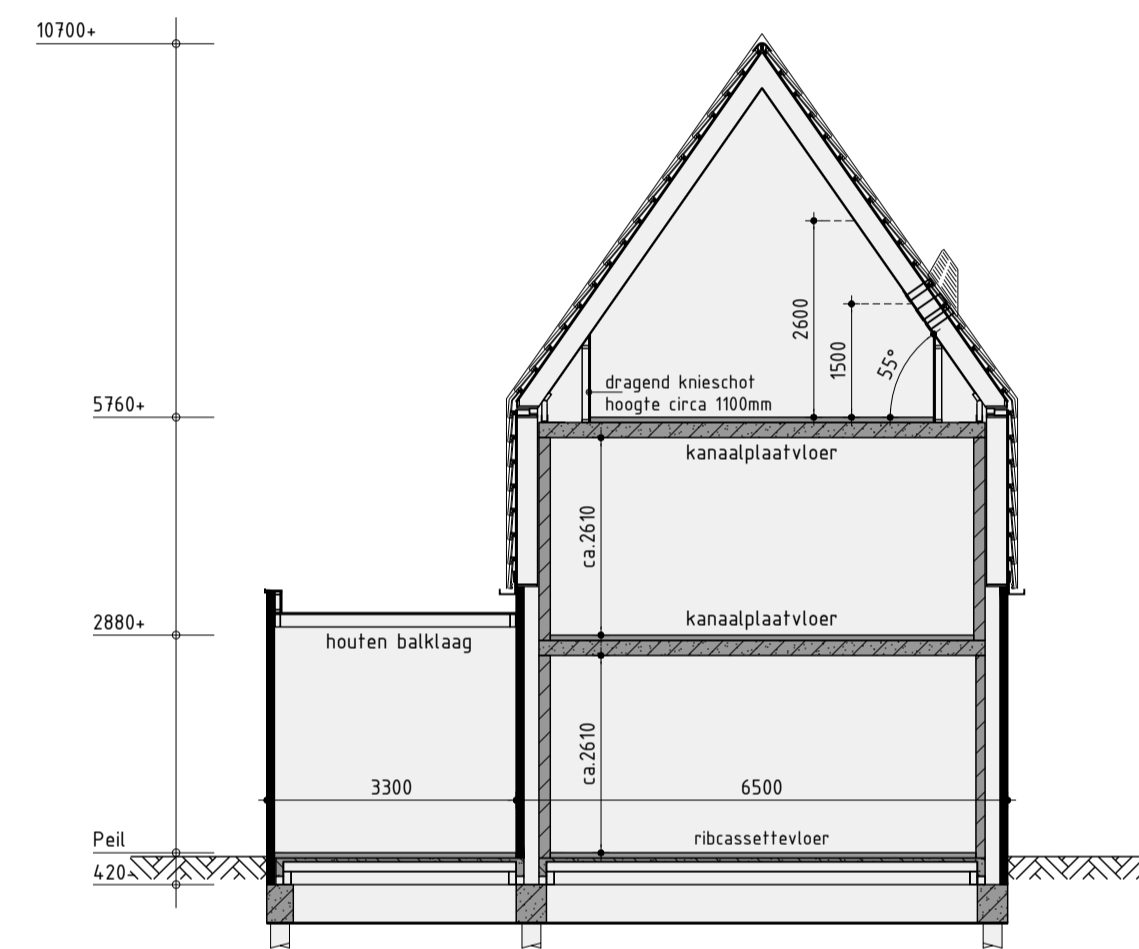 10700+
2600
1500
55°
dragend knieschot
hoogte circa 1100mm
5760+
kanaalplaatvloer
ca.2610
kanaalplaatvloer
2880+
houten balklaag
ca.2610
3300
6500
ribcassettevloer
Peil
420-